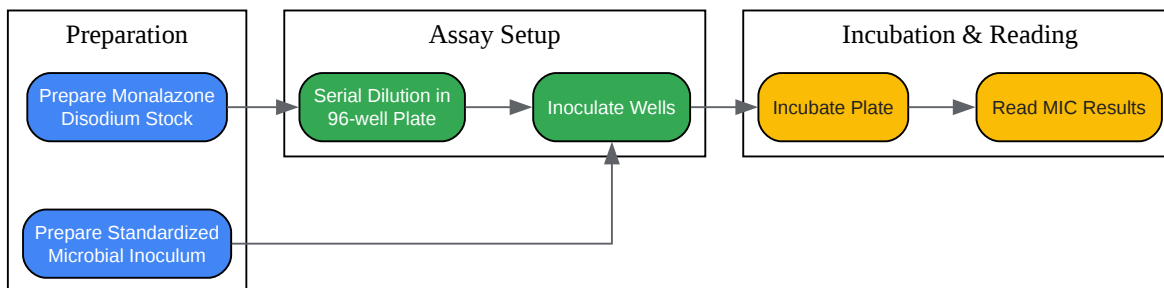 Preparation
Prepare Monalazone
Disodium Stock
Prepare Standardized
Microbial Inoculum
Assay Setup
Serial Dilution in
96-well Plate
Inoculate Wells
Incubation & Reading
Incubate Plate
Read MIC Results